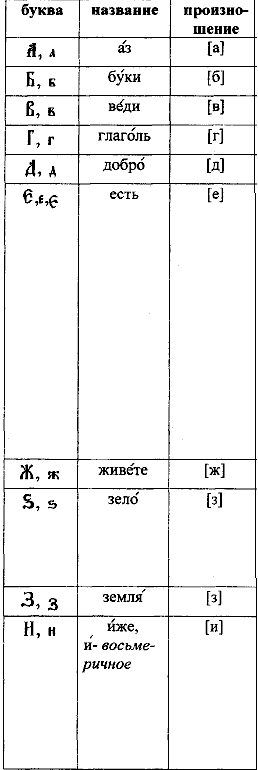 буква название произно-
шение
А, а а́з [а]
Б, б бу́ки [б]
В, в ве́ди [в]
Г, г глаго́ль [г]
Д, д добро́ [д]
Є, е, є есть [е]
Ж, ж живе́те [ж]
Ѕ, ѕ зело́ [з]
З, з земля́ [з]
И, и и́же, [и]
и́- восьме-
ричное